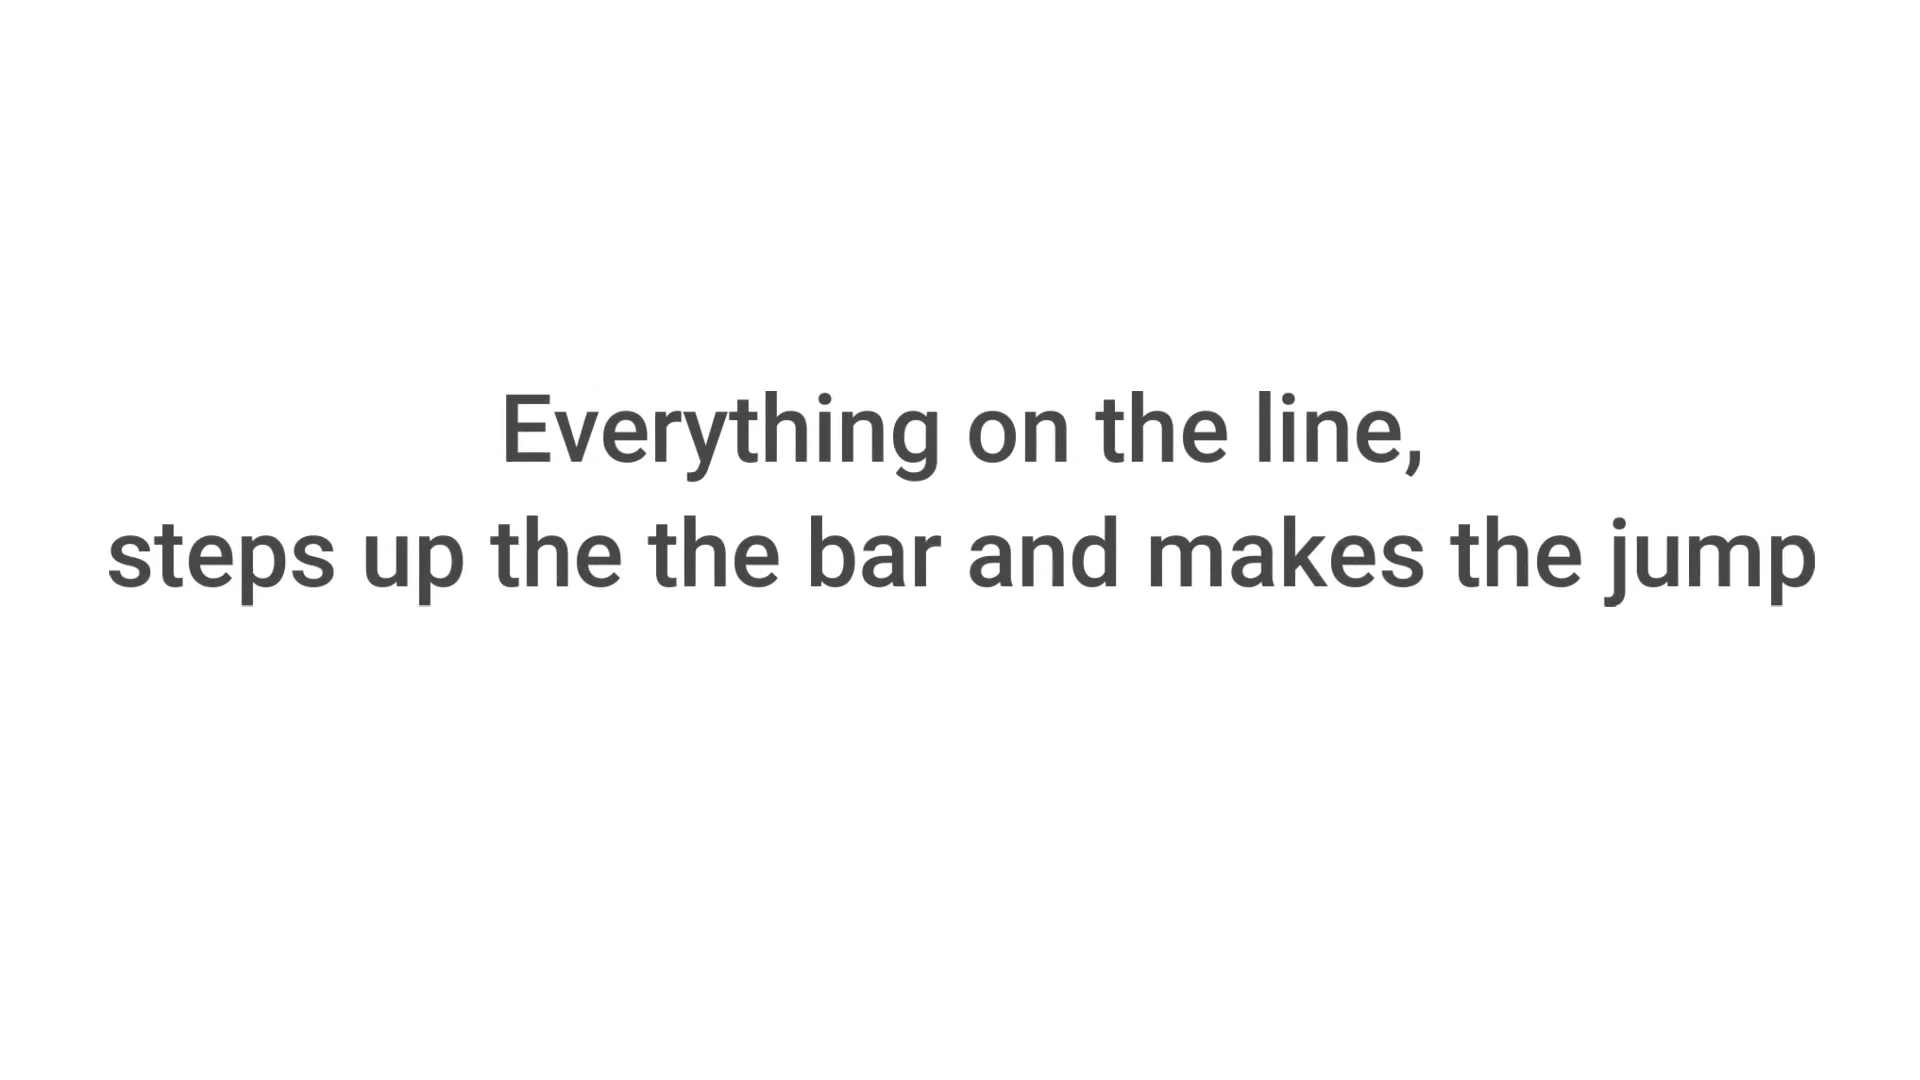 Everything on the line,
steps up the the bar and makes the jump